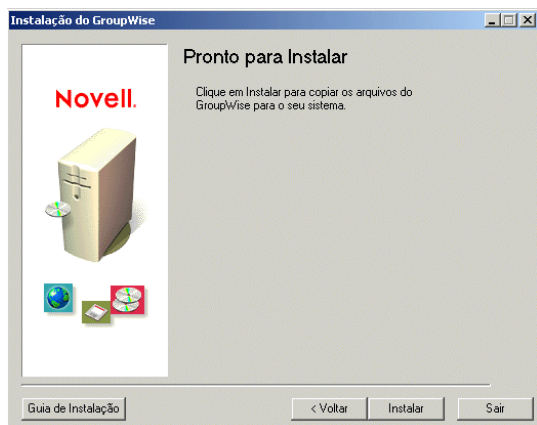 Instalação do GroupWise
Novell.
Pronto para Instalar
Clique em Instalar para copiar os arquivos do
GroupWise para o seu sistema.
Guia de Instalação
< Voltar
Instalar
Sair